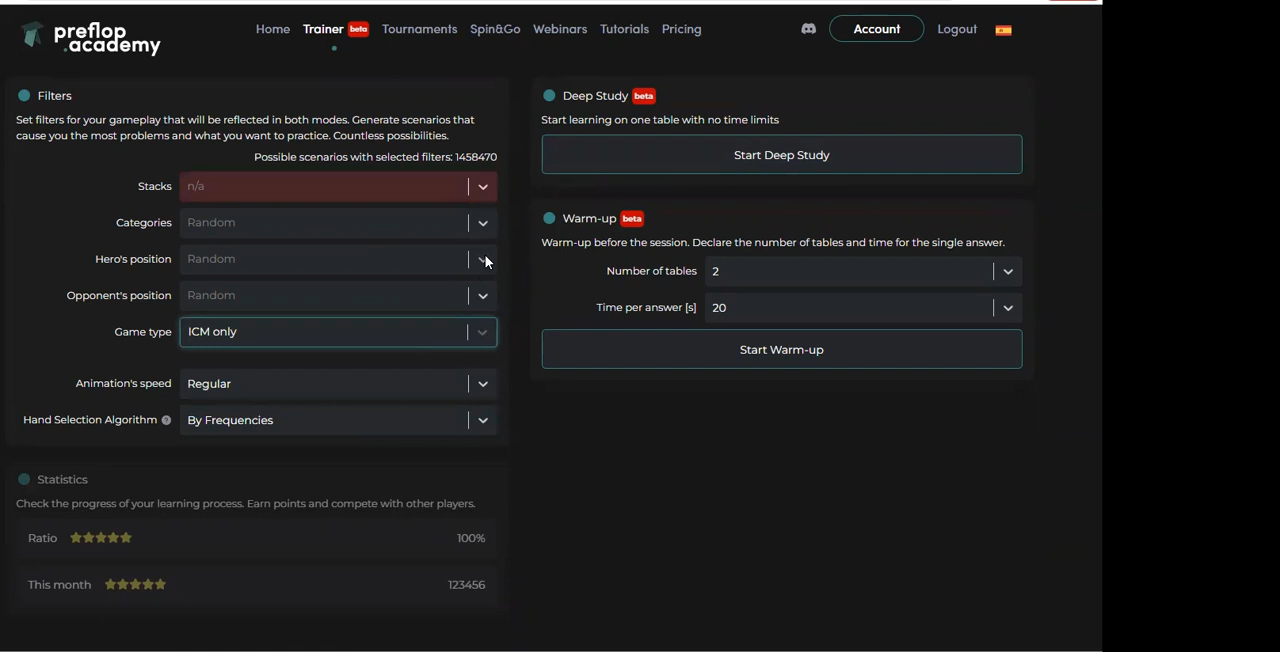 preflop
.academy
Home Trainer beta Tournaments Spin&Go Webinars Tutorials Pricing Account Logout
Filters
Set filters for your gameplay that will be reflected in both modes. Generate scenarios that
cause you the most problems and what you want to practice. Countless possibilities.
Possible scenarios with selected filters: 1458470
Stacks n/a
Categories Random
Hero's position Random
Opponent's position Random
Game type ICM only
Animation's speed Regular
Hand Selection Algorithm ? By Frequencies
Statistics
Check the progress of your learning process. Earn points and compete with other players.
Ratio 100%
This month 123456
Deep Study beta
Start learning on one table with no time limits
Start Deep Study
Warm-up beta
Warm-up before the session. Declare the number of tables and time for the single answer.
Number of tables 2
Time per answer [s] 20
Start Warm-up